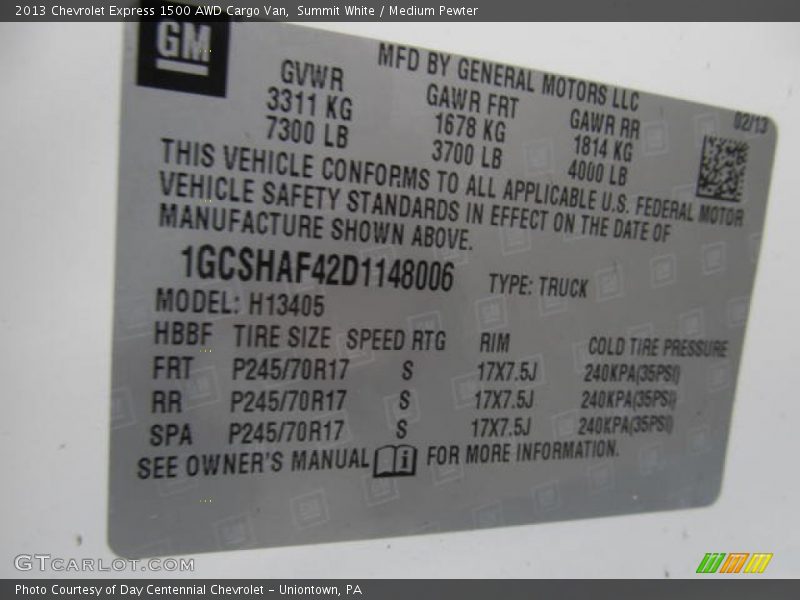 2013 Chevrolet Express 1500 AWD Cargo Van, Summit White / Medium Pewter
GM
MFD BY GENERAL MOTORS LLC
02/13
GVWR GAWR FRT GAWR RR
3311 KG 1678 KG 1814 KG
7300 LB 3700 LB 4000 LB
THIS VEHICLE CONFORMS TO ALL APPLICABLE U.S. FEDERAL MOTOR
VEHICLE SAFETY STANDARDS IN EFFECT ON THE DATE OF
MANUFACTURE SHOWN ABOVE.
1GCSHAF42D1148006 TYPE: TRUCK
MODEL: H13405
HBBF TIRE SIZE SPEED RTG RIM COLD TIRE PRESSURE
FRT P245/70R17 S 17X7.5J 240KPA(35PSI)
RR P245/70R17 S 17X7.5J 240KPA(35PSI)
SPA P245/70R17 S 17X7.5J 240KPA(35PSI)
SEE OWNER'S MANUAL i FOR MORE INFORMATION.
GTCARLOT.COM
Photo Courtesy of Day Centennial Chevrolet - Uniontown, PA